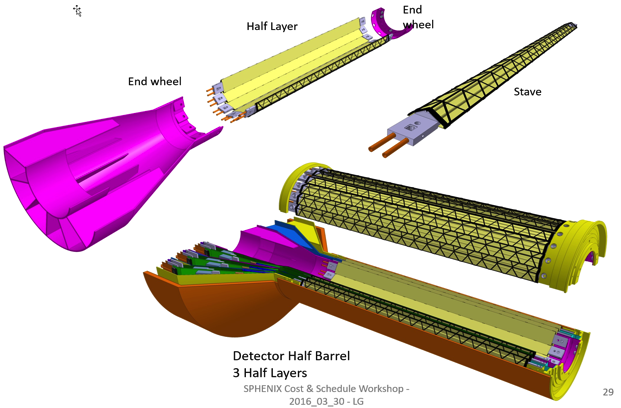 End
wheel
Half Layer
End wheel
Stave
Detector Half Barrel
3 Half Layers
SPHENIX Cost & Schedule Workshop -
2016_03_30 - LG
29